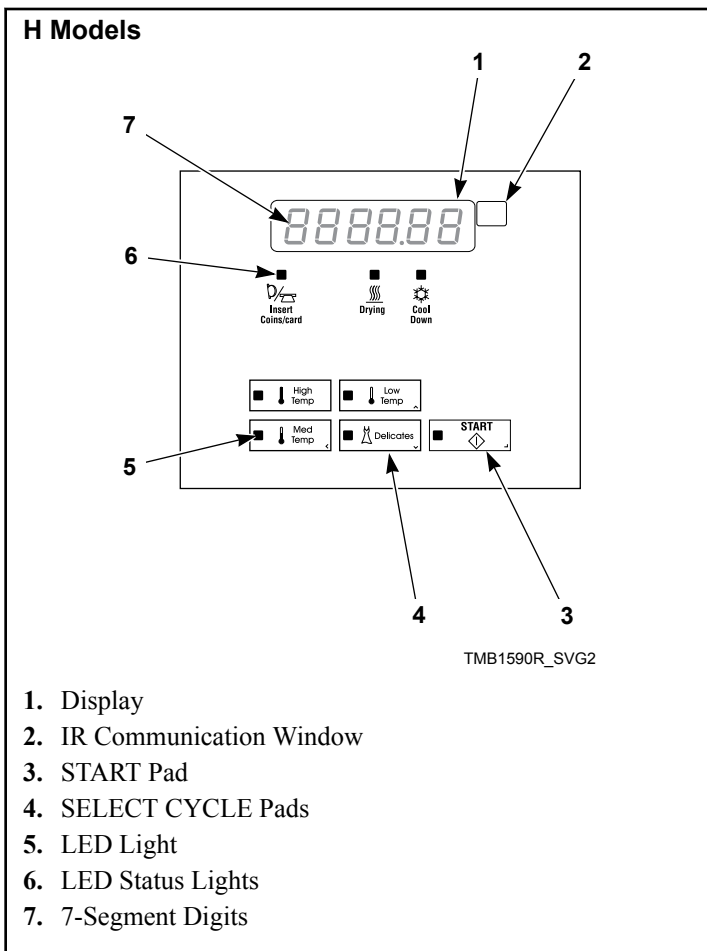 H Models
1
2
7
8888.88
6
Insert
Coins/card
Drying
Cool
Down
High
Temp
Low
Temp
Med
Temp
Delicates
START
5
4
3
TMB1590R_SVG2
1. Display
2. IR Communication Window
3. START Pad
4. SELECT CYCLE Pads
5. LED Light
6. LED Status Lights
7. 7-Segment Digits